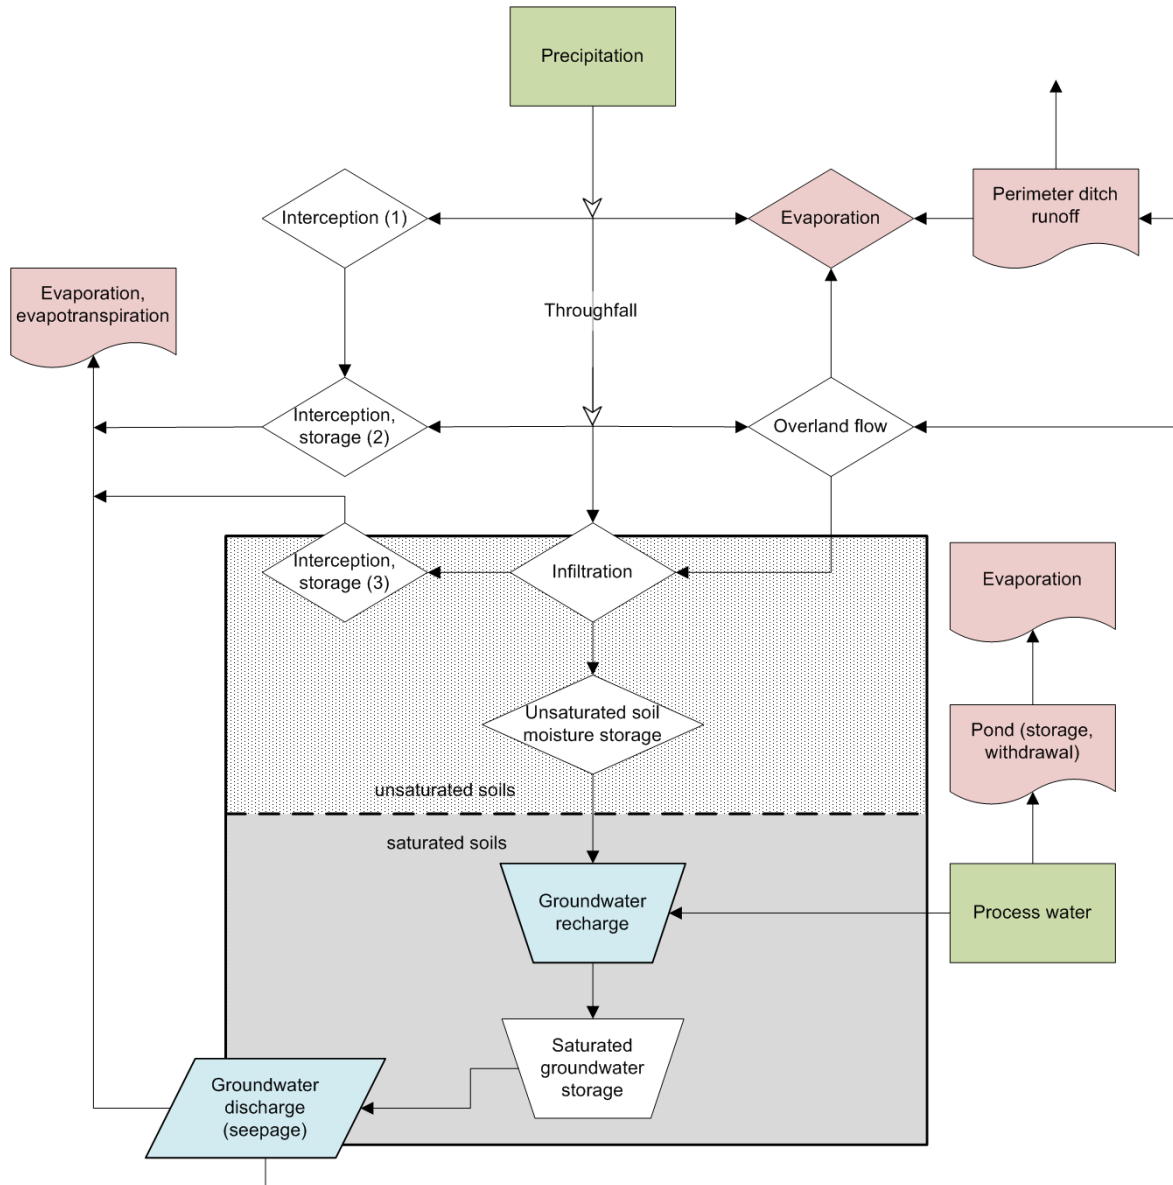 Precipitation
Interception (1)
Evaporation
Perimeter ditch
runoff
Evaporation,
evapotranspiration
Throughfall
Interception,
storage (2)
Overland flow
Interception,
storage (3)
Infiltration
Evaporation
Unsaturated soil
moisture storage
Pond (storage,
withdrawal)
unsaturated soils
saturated soils
Groundwater
recharge
Process water
Saturated
groundwater
storage
Groundwater
discharge
(seepage)